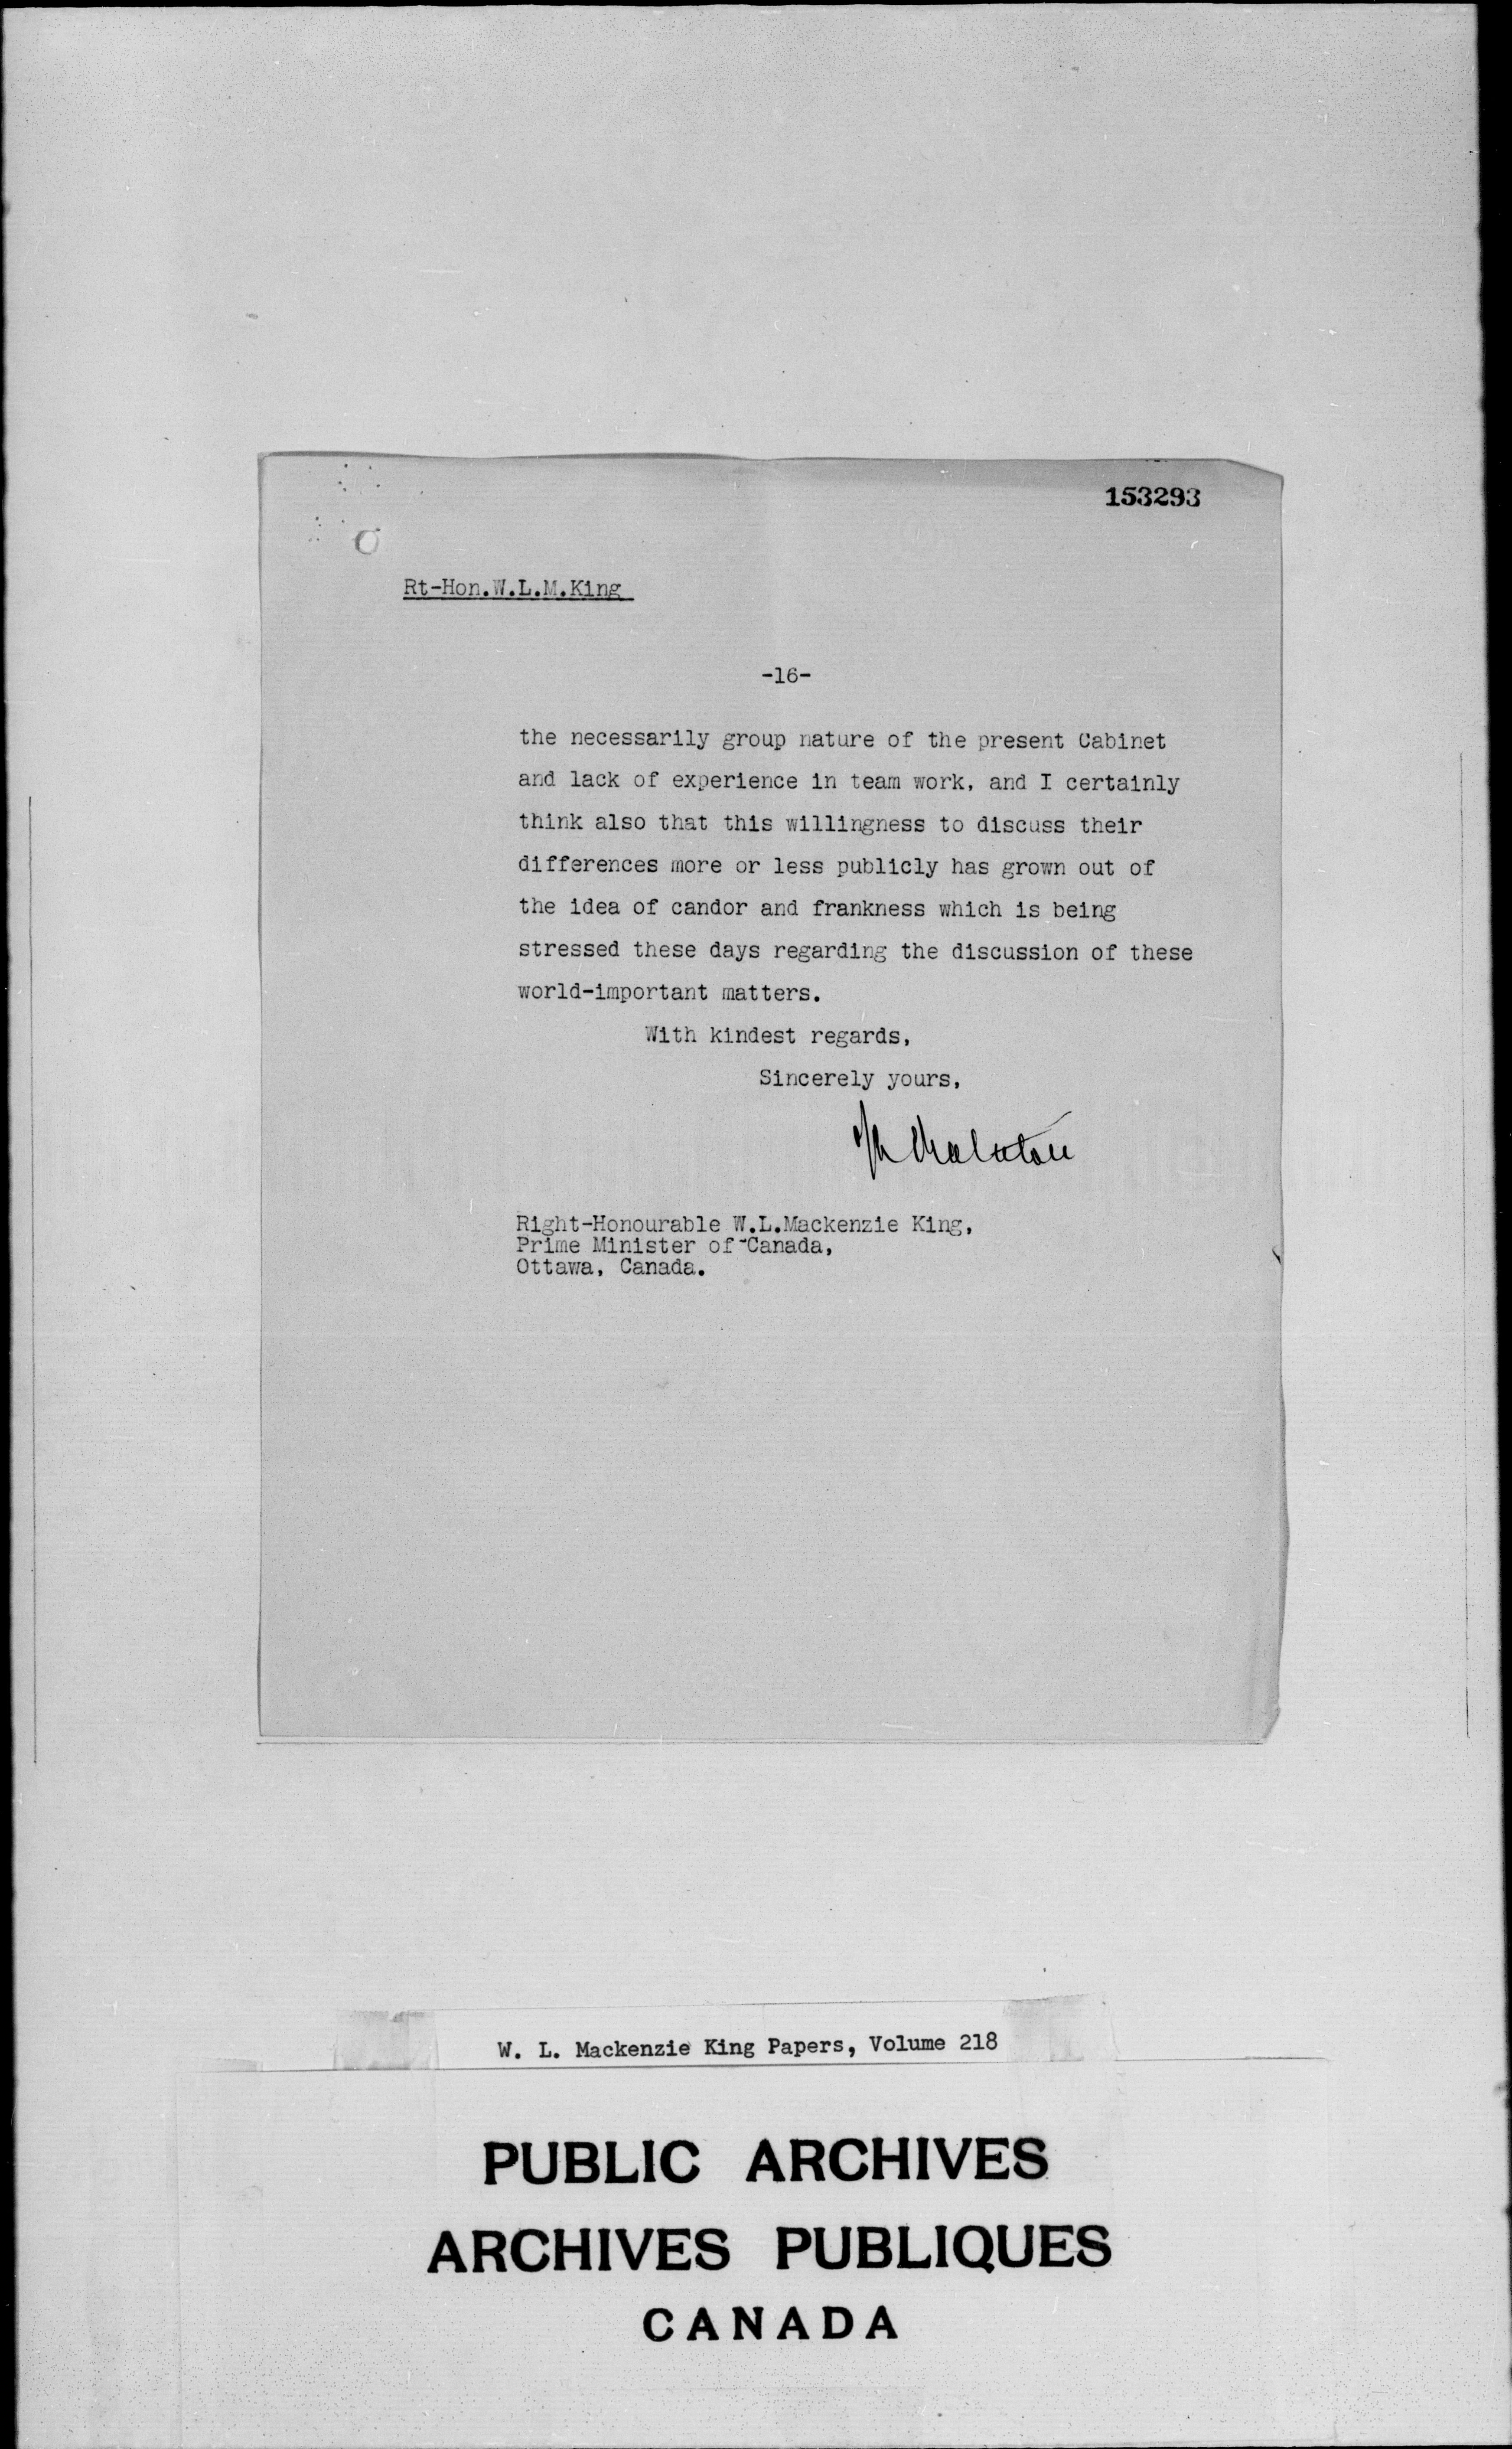 153293
Rt-Hon.W.L.M.King
-16-
the necessarily group nature of the present Cabinet
and lack of experience in team work, and I certainly
think also that this willingness to discuss their
differences more or less publicly has grown out of
the idea of candor and frankness which is being
stressed these days regarding the discussion of these
world-important matters.
With kindest regards,
Sincerely yours,
Right-Honourable W.L.Mackenzie King,
Prime Minister of Canada,
Ottawa, Canada.
W. L. Mackenzie King Papers, Volume 218
PUBLIC ARCHIVES
ARCHIVES PUBLIQUES
CANADA